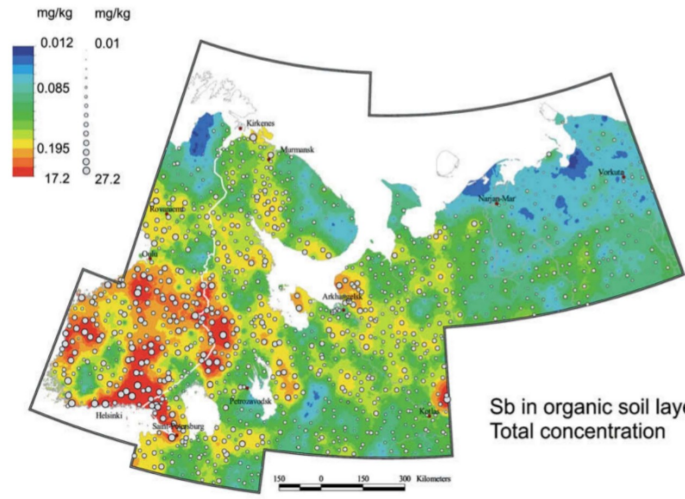 mg/kg mg/kg
0.012 0.01
0.085
0.195
17.2 27.2
Kirkenes
Murmansk
Vorkuta
Narjan-Mar
Rovaniemi
Oulu
Arkhangelsk
Petrozavodsk
Helsinki
Kotlas
Saint-Petersburg
Sb in organic soil laye
Total concentration
150 0 150 300 Kilometers